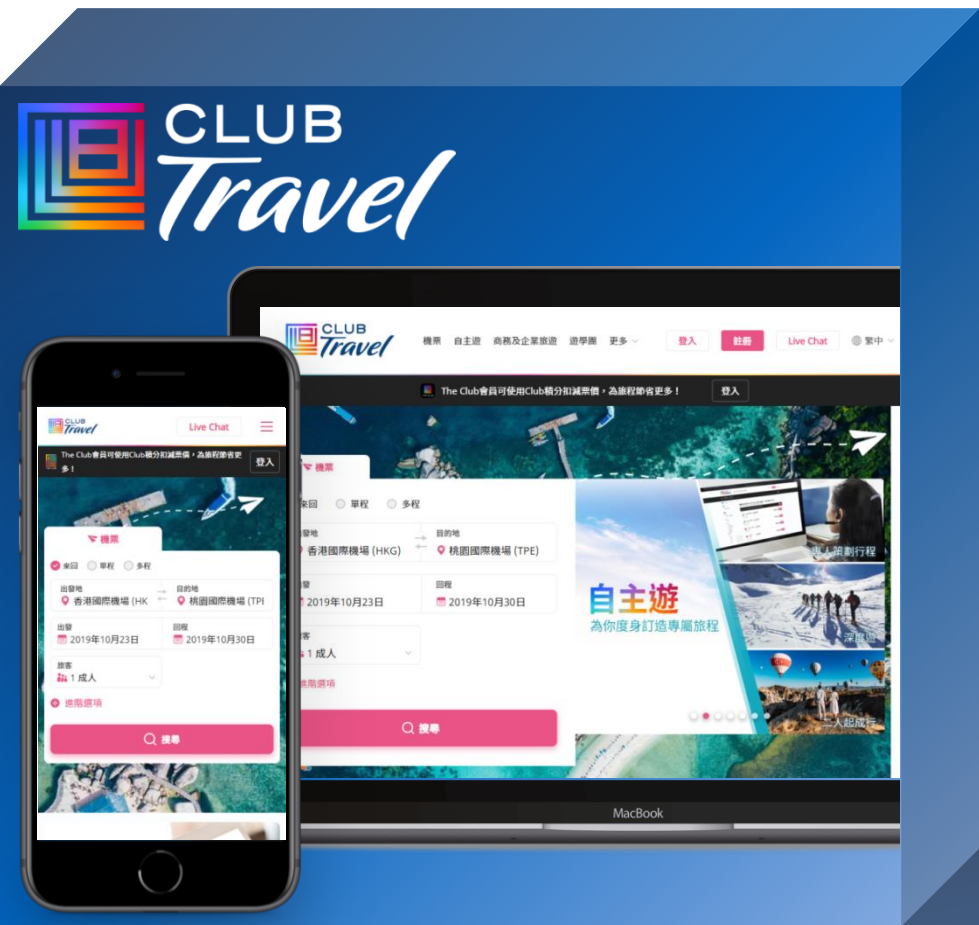 CLUB
Travel
CLUB
Travel
機票 自主遊 商務及企業旅遊 遊學團 更多
登入
註冊
Live Chat
繁中
The Club會員可使用Club積分扣減票價，為旅程節省更多！
登入
機票
來回 單程 多程
發地
香港國際機場 (HKG)
目的地
桃園國際機場 (TPE)
發
2019年10月23日
回程
2019年10月30日
客
1 成人
進階選項
搜尋
自主遊
為你度身訂造專屬旅程
專人策劃行程
深度遊
二人起成行
MacBook
CLUB
Travel
Live Chat
The Club會員可使用Club積分扣減票價，為旅程節省更
多！
登入
機票
來回 單程 多程
出發地
香港國際機場 (HK
目的地
桃園國際機場 (TPI
出發
2019年10月23日
回程
2019年10月30日
旅客
1 成人
進階選項
搜尋